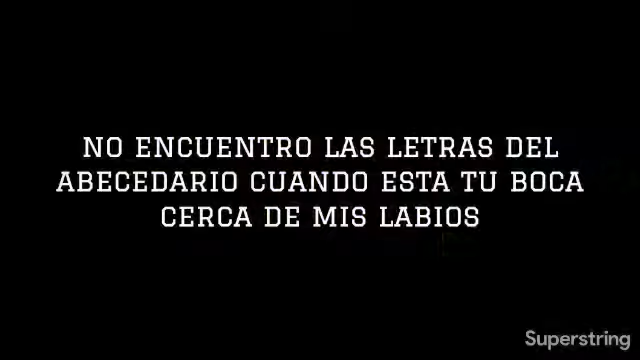 NO ENCUENTRO LAS LETRAS DEL
ABECEDARIO CUANDO ESTA TU BOCA
CERCA DE MIS LABIOS
Superstring